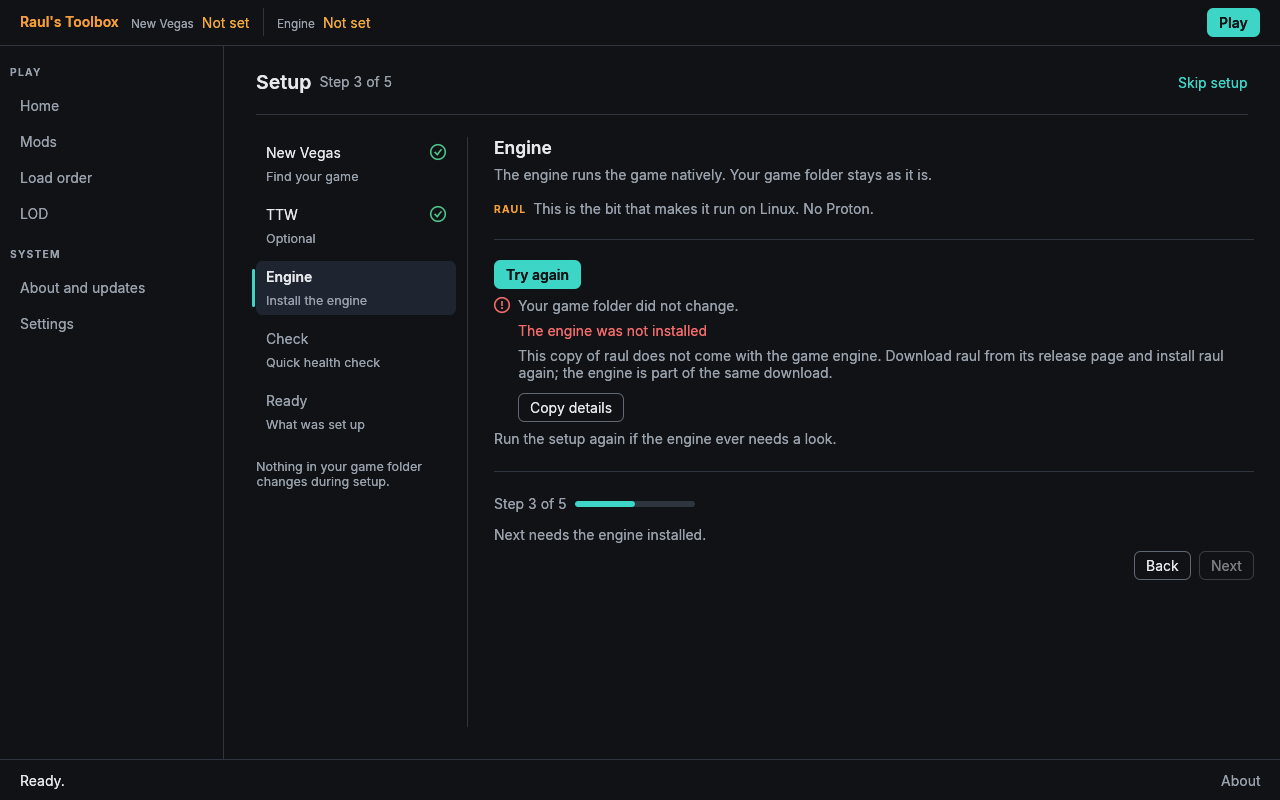 Raul's Toolbox New Vegas Not set Engine Not set Play
PLAY
Home
Mods
Load order
LOD
SYSTEM
About and updates
Settings
Setup Step 3 of 5 Skip setup
New Vegas
Find your game
TTW
Optional
Engine
Install the engine
Check
Quick health check
Ready
What was set up
Nothing in your game folder
changes during setup.
Engine
The engine runs the game natively. Your game folder stays as it is.
RAUL This is the bit that makes it run on Linux. No Proton.
Try again
Your game folder did not change.
The engine was not installed
This copy of raul does not come with the game engine. Download raul from its release page and install raul
again; the engine is part of the same download.
Copy details
Run the setup again if the engine ever needs a look.
Step 3 of 5
Next needs the engine installed.
Back Next
Ready. About